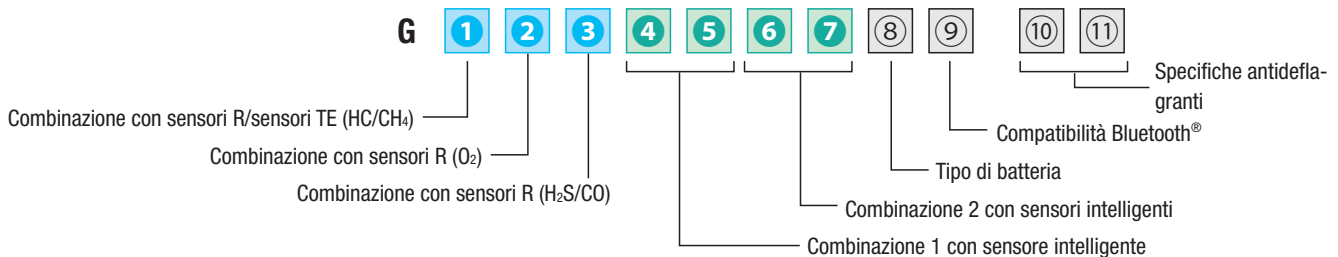 G 1 2 3 4 5 6 7 8 9 10 11
Specifiche antidefla-
granti
Combinazione con sensori R/sensori TE (HC/CH₄)
Compatibilità Bluetooth®
Combinazione con sensori R (O₂)
Tipo di batteria
Combinazione con sensori R (H₂S/CO)
Combinazione 2 con sensori intelligenti
Combinazione 1 con sensore intelligente